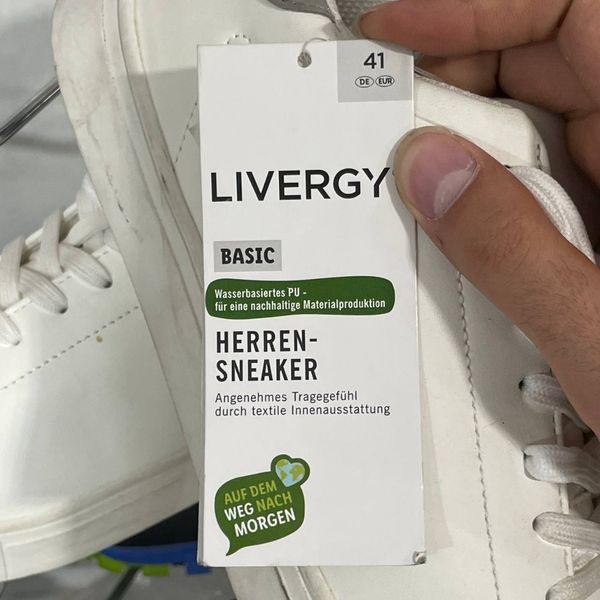 41
DE EUR
LIVERGY
BASIC
Wasserbasiertes PU -
für eine nachhaltige Materialproduktion
HERREN-
SNEAKER
Angenehmes Tragegefühl
durch textile Innenausstattung
AUF DEM
WEG NACH
MORGEN